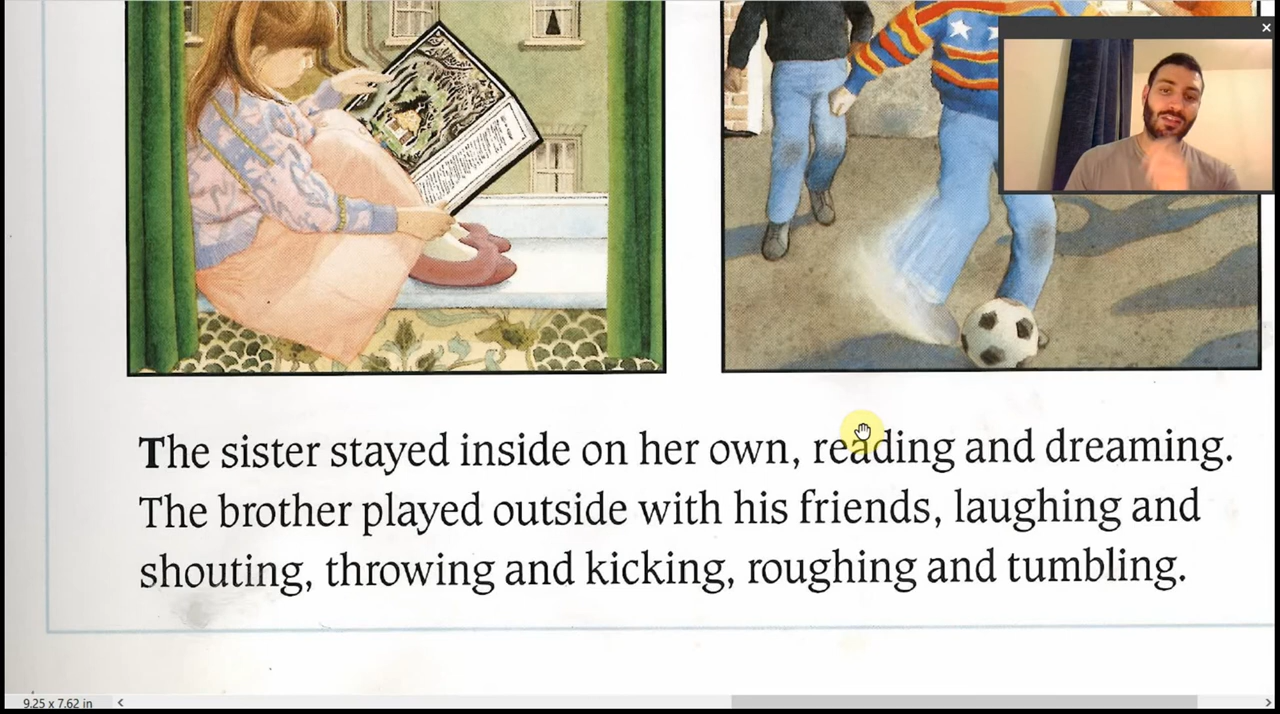 The sister stayed inside on her own, reading and dreaming.
The brother played outside with his friends, laughing and
shouting, throwing and kicking, roughing and tumbling.
9.25 x 7.62 in